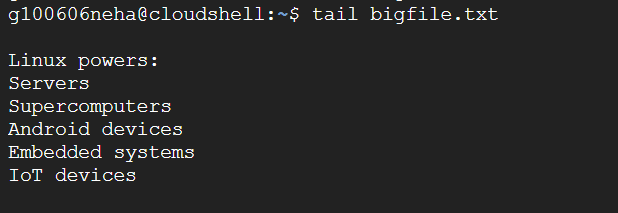 g100606neha@cloudshell:~$ tail bigfile.txt
Linux powers:
Servers
Supercomputers
Android devices
Embedded systems
IoT devices